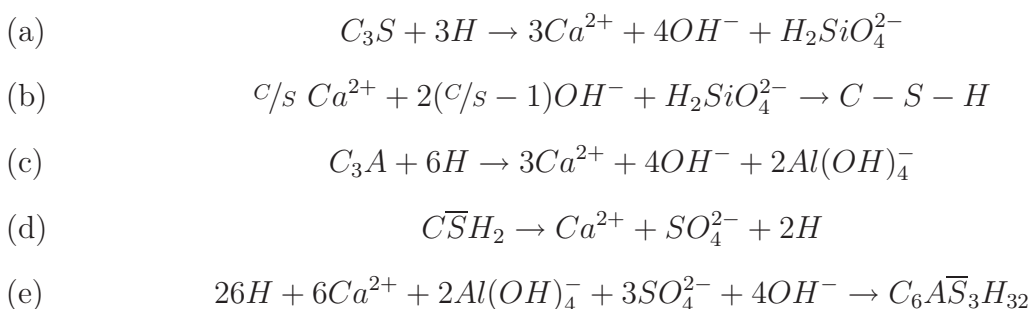 (a) C₃S + 3H → 3Ca²⁺ + 4OH⁻ + H₂SiO₄²⁻
(b) C/s Ca²⁺ + 2(C/s − 1)OH⁻ + H₂SiO₄²⁻ → C − S − H
(c) C₃A + 6H → 3Ca²⁺ + 4OH⁻ + 2Al(OH)₄⁻
(d) CS̅H₂ → Ca²⁺ + SO₄²⁻ + 2H
(e) 26H + 6Ca²⁺ + 2Al(OH)₄⁻ + 3SO₄²⁻ + 4OH⁻ → C₆AS̅₃H₃₂